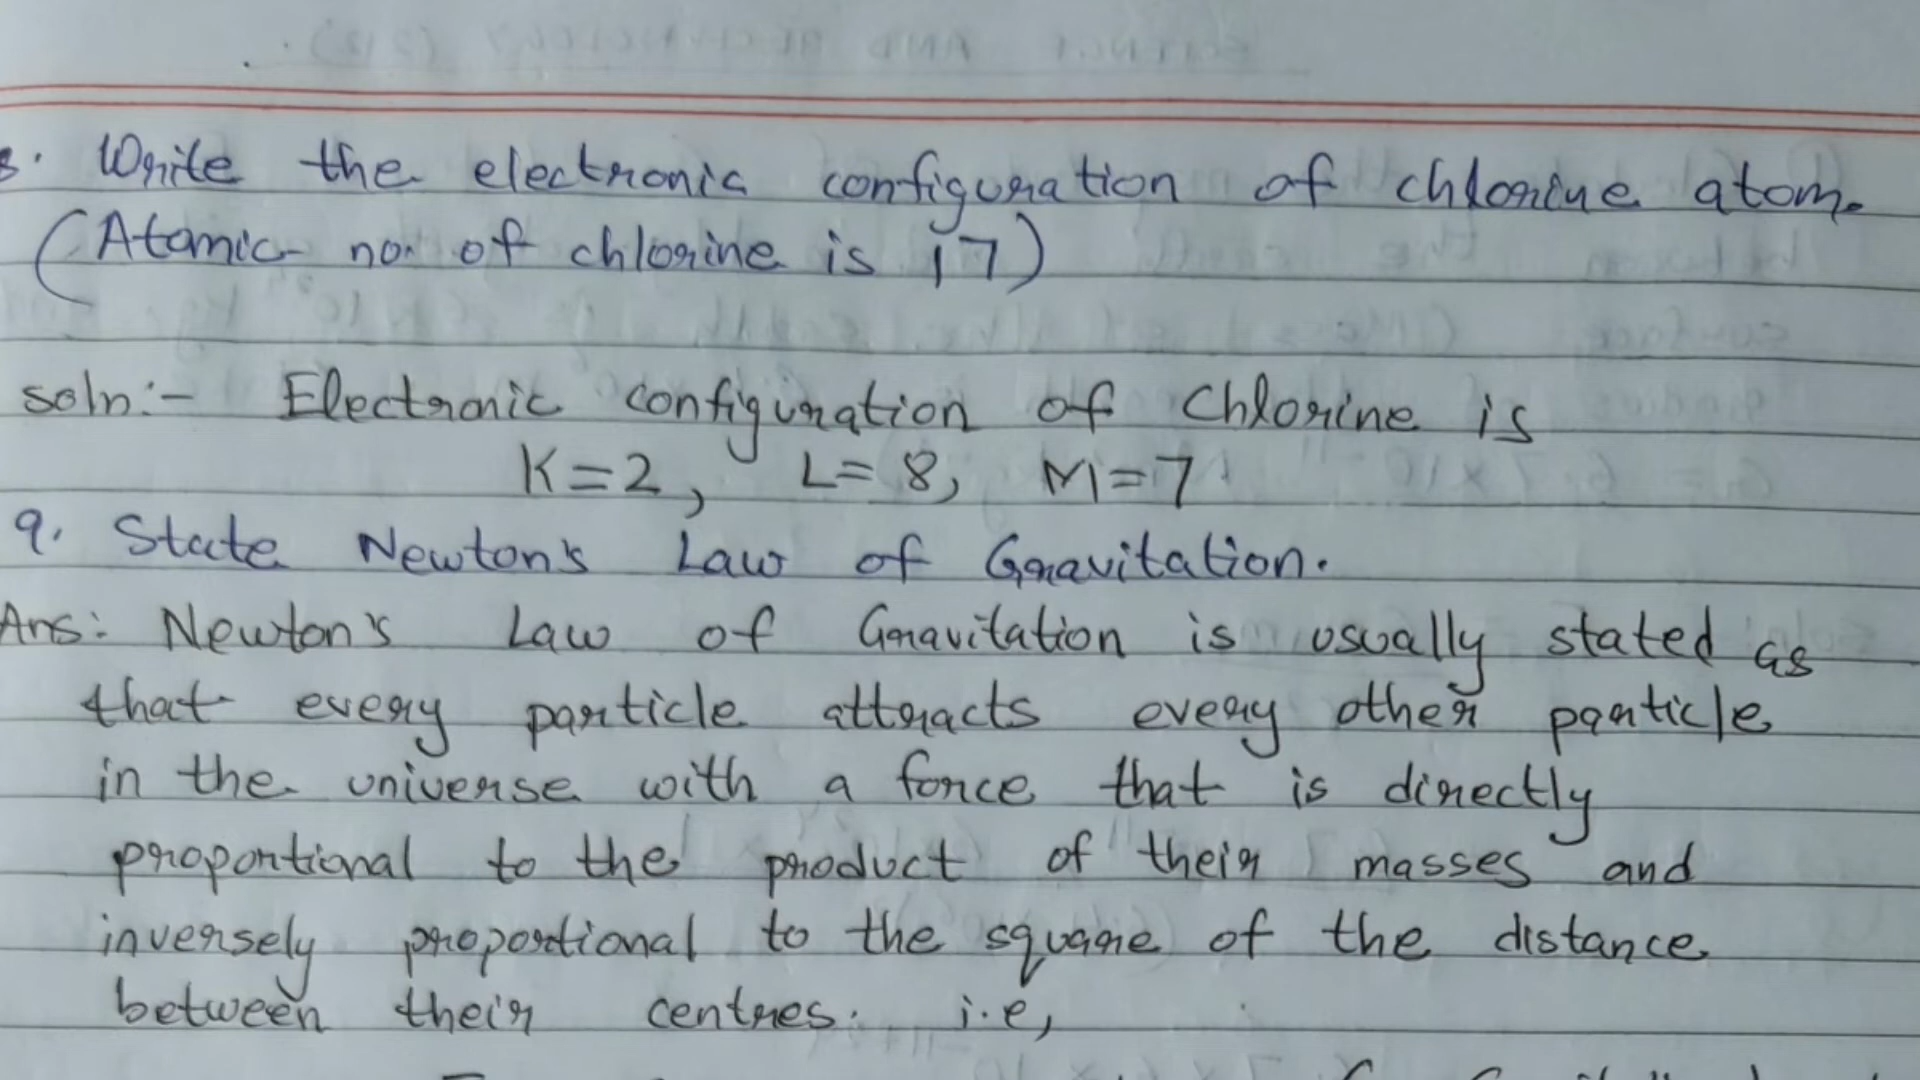 8. Write the electronic configuration of chlorine atom.
(Atomic no. of chlorine is 17)
soln:- Electronic configuration of Chlorine is
K=2, L=8, M=7
9. State Newton's Law of Gravitation.
Ans: Newton's Law of Gravitation is usually stated as
that every particle attracts every other particle
in the universe with a force that is directly
proportional to the product of their masses and
inversely proportional to the square of the distance
between their centres. i.e,